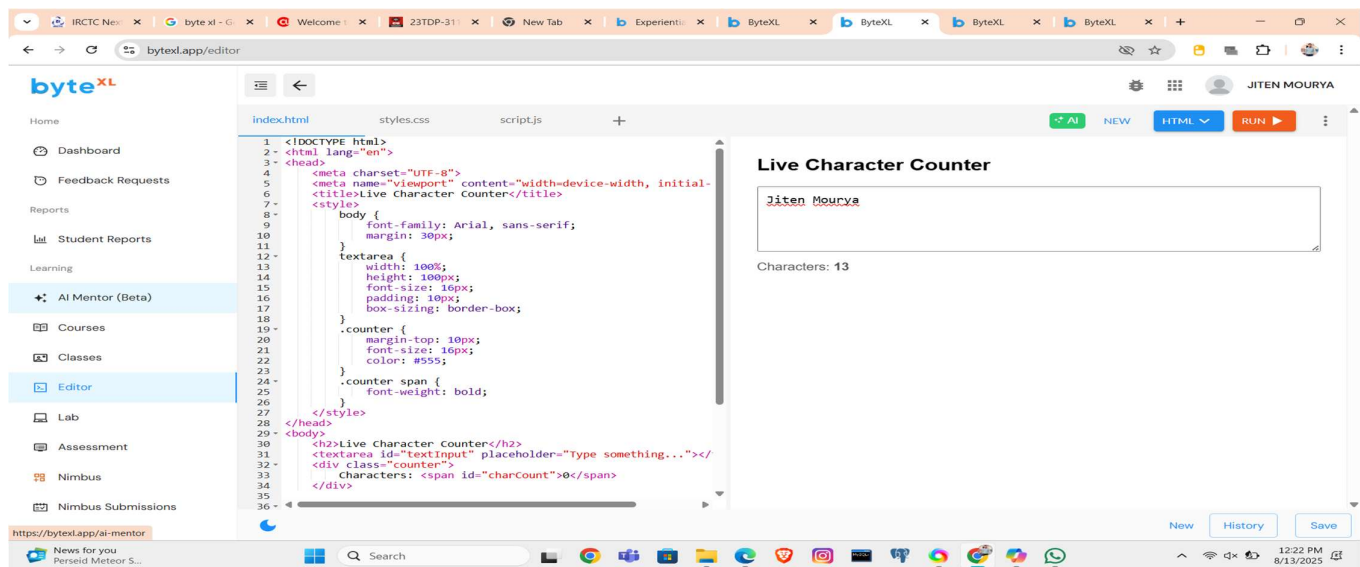 IRCTC Nex
byte xl - G
Welcome t
23TDP-311
New Tab
Experientia
ByteXL
ByteXL
ByteXL
ByteXL
bytexl.app/editor
byteXL
JITEN MOURYA
Home
Dashboard
Feedback Requests
Reports
Student Reports
Learning
AI Mentor (Beta)
Courses
Classes
Editor
Lab
Assessment
Nimbus
Nimbus Submissions
https://bytexl.app/ai-mentor
index.html styles.css script.js +
AI NEW HTML RUN
1 <!DOCTYPE html>
2 <html lang="en">
3 <head>
4 <meta charset="UTF-8">
5 <meta name="viewport" content="width=device-width, initial-
6 <title>Live Character Counter</title>
7 <style>
8 body {
9 font-family: Arial, sans-serif;
10 margin: 30px;
11 }
12 textarea {
13 width: 100%;
14 height: 100px;
15 font-size: 16px;
16 padding: 10px;
17 box-sizing: border-box;
18 }
19 .counter {
20 margin-top: 10px;
21 font-size: 16px;
22 color: #555;
23 }
24 .counter span {
25 font-weight: bold;
26 }
27 </style>
28 </head>
29 <body>
30 <h2>Live Character Counter</h2>
31 <textarea id="textInput" placeholder="Type something..."></
32 <div class="counter">
33 Characters: <span id="charCount">0</span>
34 </div>
35
36
Live Character Counter
Jiten Mourya
Characters: 13
New History Save
News for you
Perseid Meteor S...
Search
12:22 PM
8/13/2025